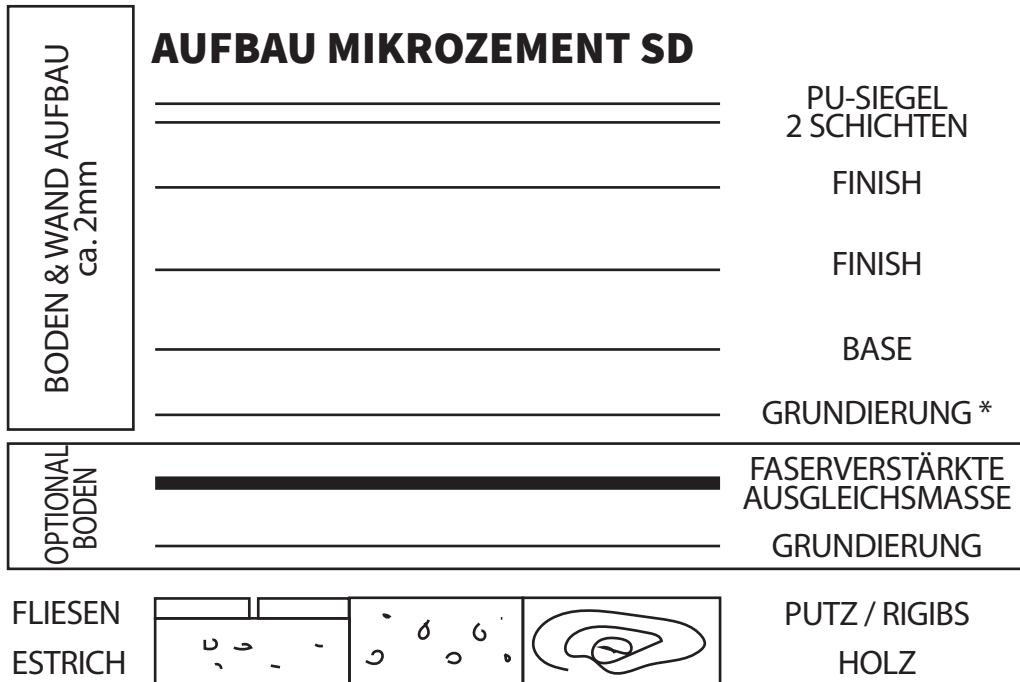 AUFBAU MIKROZEMENT SD
BODEN & WAND AUFBAU
ca. 2mm
PU-SIEGEL
2 SCHICHTEN
FINISH
FINISH
BASE
GRUNDIERUNG *
OPTIONAL
BODEN
FASERVERSTÄRKTE
AUSGLEICHSMASSE
GRUNDIERUNG
FLIESEN
ESTRICH
PUTZ / RIGIBS
HOLZ